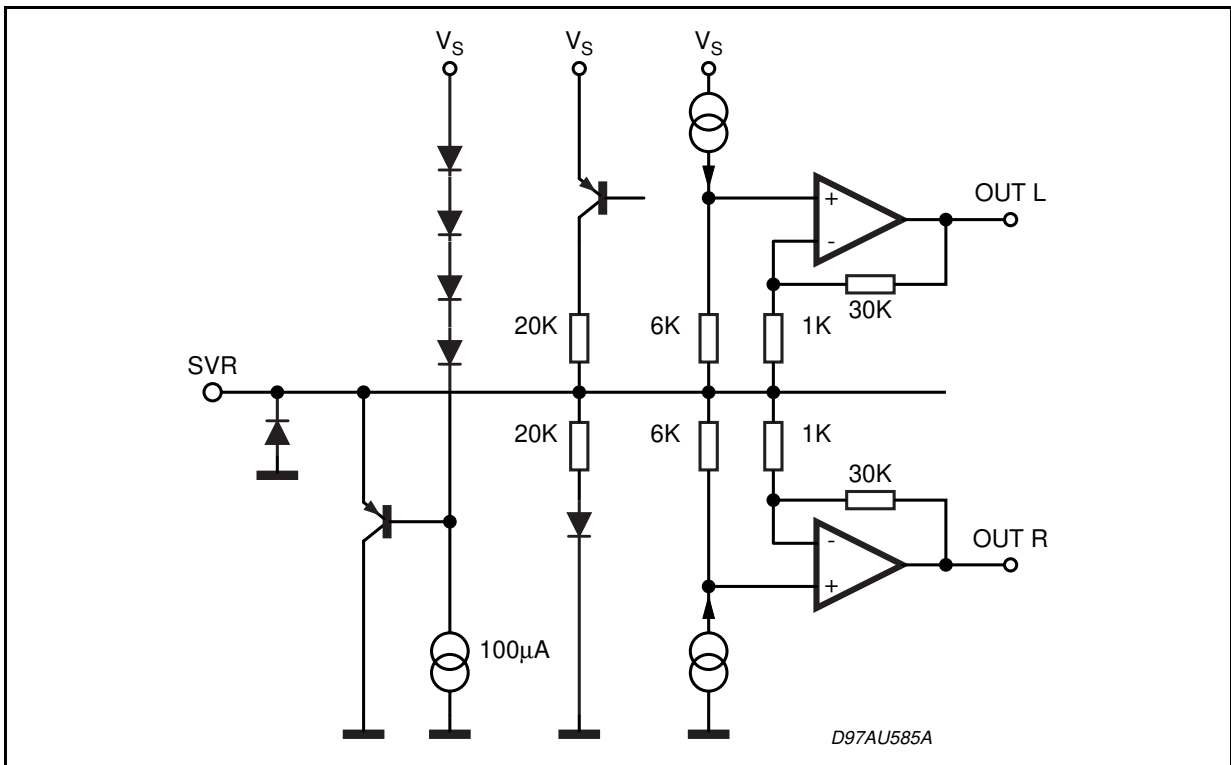 VS VS VS
+
OUT L
-
30K
20K 6K 1K
SVR
20K 6K 1K
30K
-
OUT R
+
100µA
D97AU585A